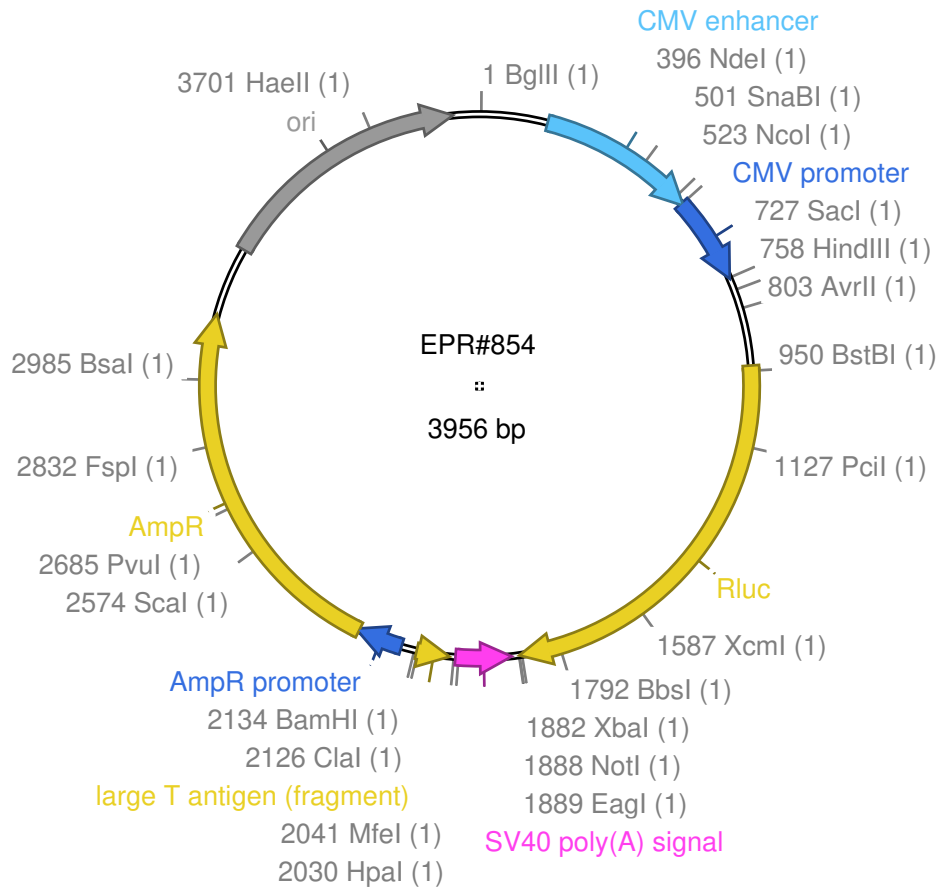 CMV enhancer
396 NdeI (1)
501 SnaBI (1)
523 NcoI (1)
CMV promoter
727 SacI (1)
758 HindIII (1)
803 AvrII (1)
950 BstBI (1)
1127 PciI (1)
Rluc
1587 XcmI (1)
1792 BbsI (1)
1882 XbaI (1)
1888 NotI (1)
1889 EagI (1)
SV40 poly(A) signal
2030 HpaI (1)
2041 MfeI (1)
large T antigen (fragment)
2126 ClaI (1)
2134 BamHI (1)
AmpR promoter
2574 ScaI (1)
2685 PvuI (1)
AmpR
2832 FspI (1)
2985 BsaI (1)
ori
3701 HaeII (1)
1 BglII (1)
EPR#854
3956 bp